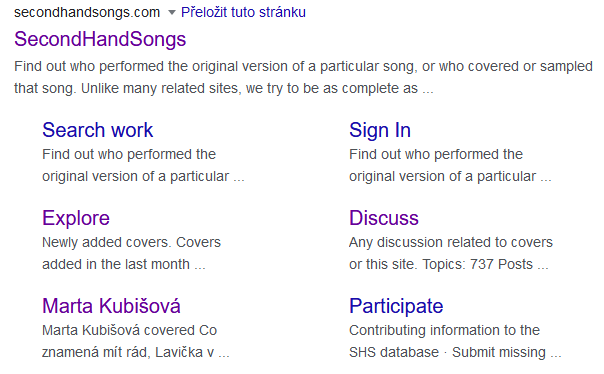 secondhandsongs.com ▼ Přeložit tuto stránku
SecondHandSongs
Find out who performed the original version of a particular song, or who covered or sampled
that song. Unlike many related sites, we try to be as complete as ...
Search work
Find out who performed the
original version of a particular ...
Sign In
Find out who performed the
original version of a particular ...
Explore
Newly added covers. Covers
added in the last month ...
Discuss
Any discussion related to covers
or this site. Topics: 737 Posts ...
Marta Kubišová
Marta Kubišová covered Co
znamená mít rád, Lavička v ...
Participate
Contributing information to the
SHS database · Submit missing ...